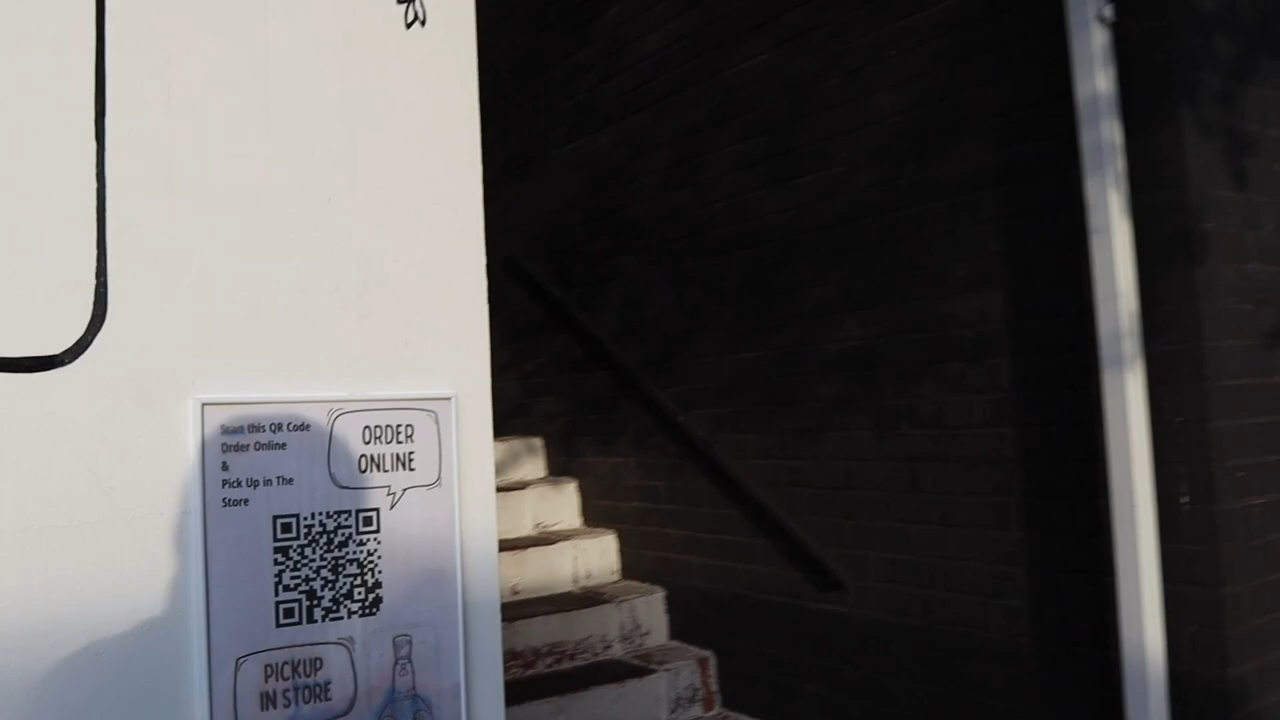 Scan this QR Code
Order Online
&
Pick Up in The
Store
ORDER
ONLINE
PICKUP
IN STORE